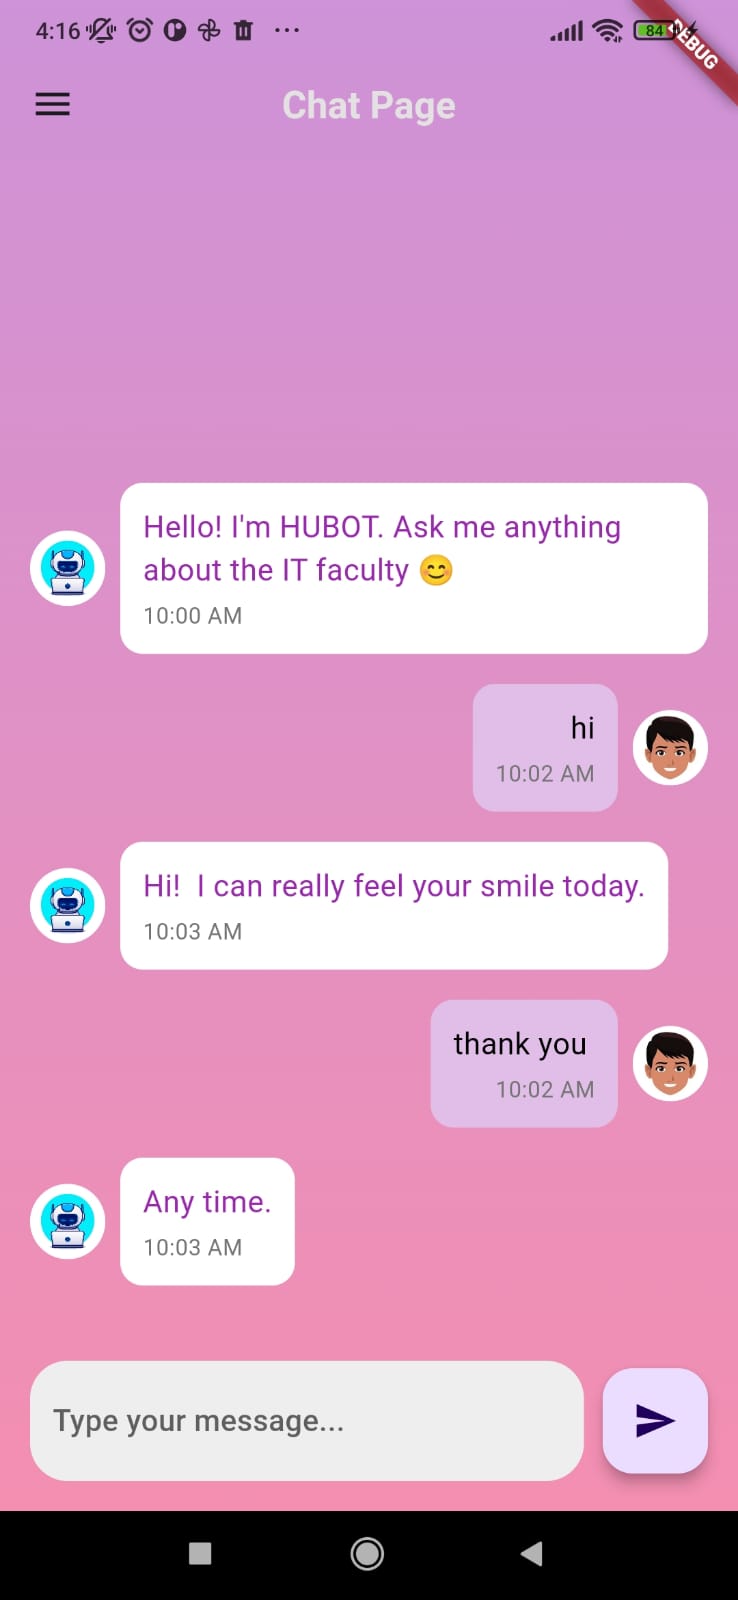 4:16
84
DEBUG
Chat Page
Hello! I'm HUBOT. Ask me anything
about the IT faculty 😊
10:00 AM
hi
10:02 AM
Hi!  I can really feel your smile today.
10:03 AM
thank you
10:02 AM
Any time.
10:03 AM
Type your message...